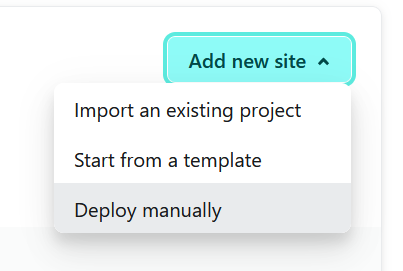 Add new site
Import an existing project
Start from a template
Deploy manually